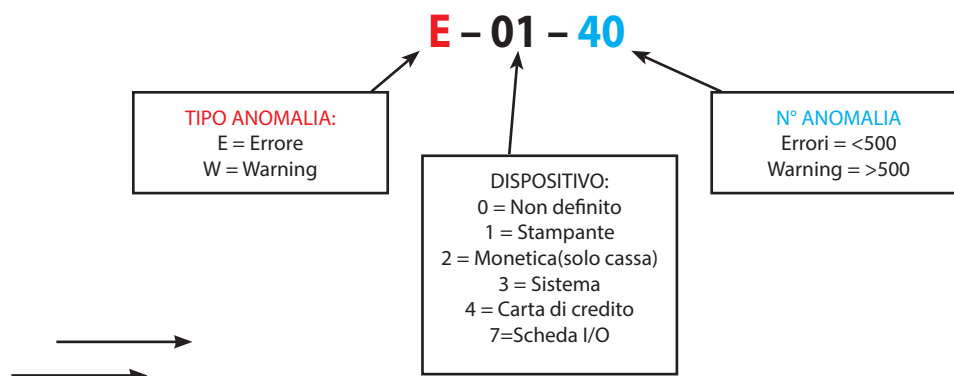 E – 01 – 40
TIPO ANOMALIA:
E = Errore
W = Warning
DISPOSITIVO:
0 = Non definito
1 = Stampante
2 = Monetica(solo cassa)
3 = Sistema
4 = Carta di credito
7=Scheda I/O
N° ANOMALIA
Errori = <500
Warning = >500